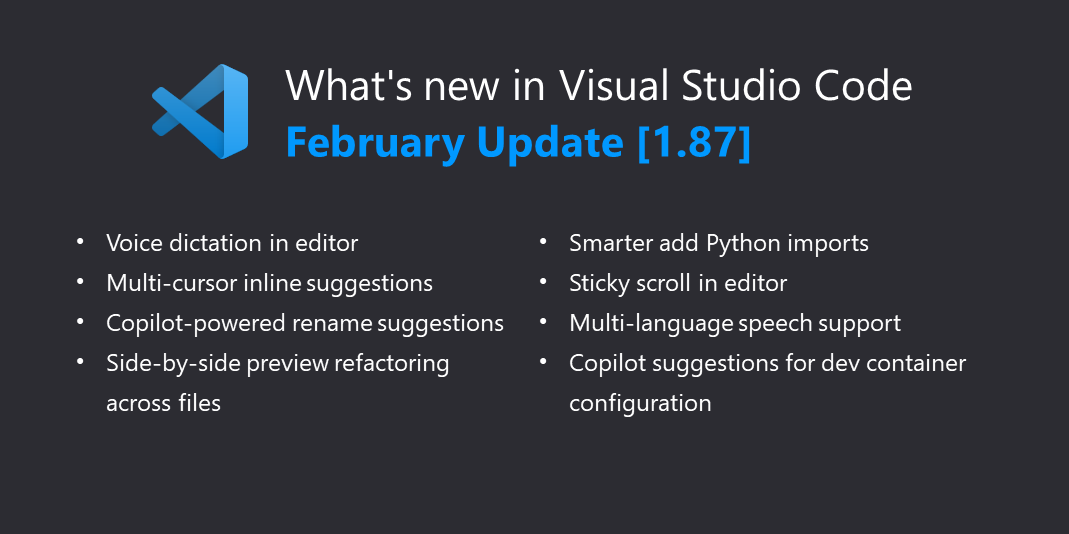 What's new in Visual Studio Code
February Update [1.87]
• Voice dictation in editor
• Multi-cursor inline suggestions
• Copilot-powered rename suggestions
• Side-by-side preview refactoring
across files
• Smarter add Python imports
• Sticky scroll in editor
• Multi-language speech support
• Copilot suggestions for dev container
configuration